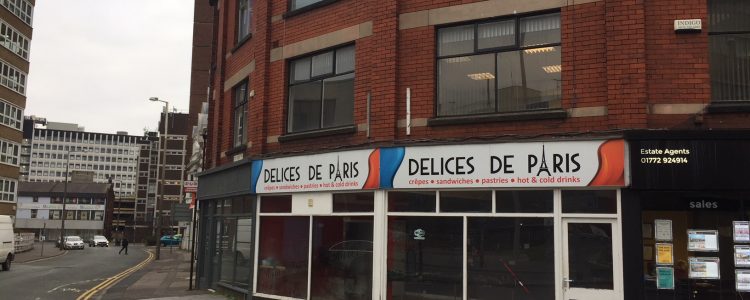 INDIGO
DELICES DE PARIS
crêpes • sandwiches • pastries • hot & cold drinks
DELICES DE PARIS
crêpes • sandwiches • pastries • hot & cold drinks
Estate Agents
01772 924914
sales